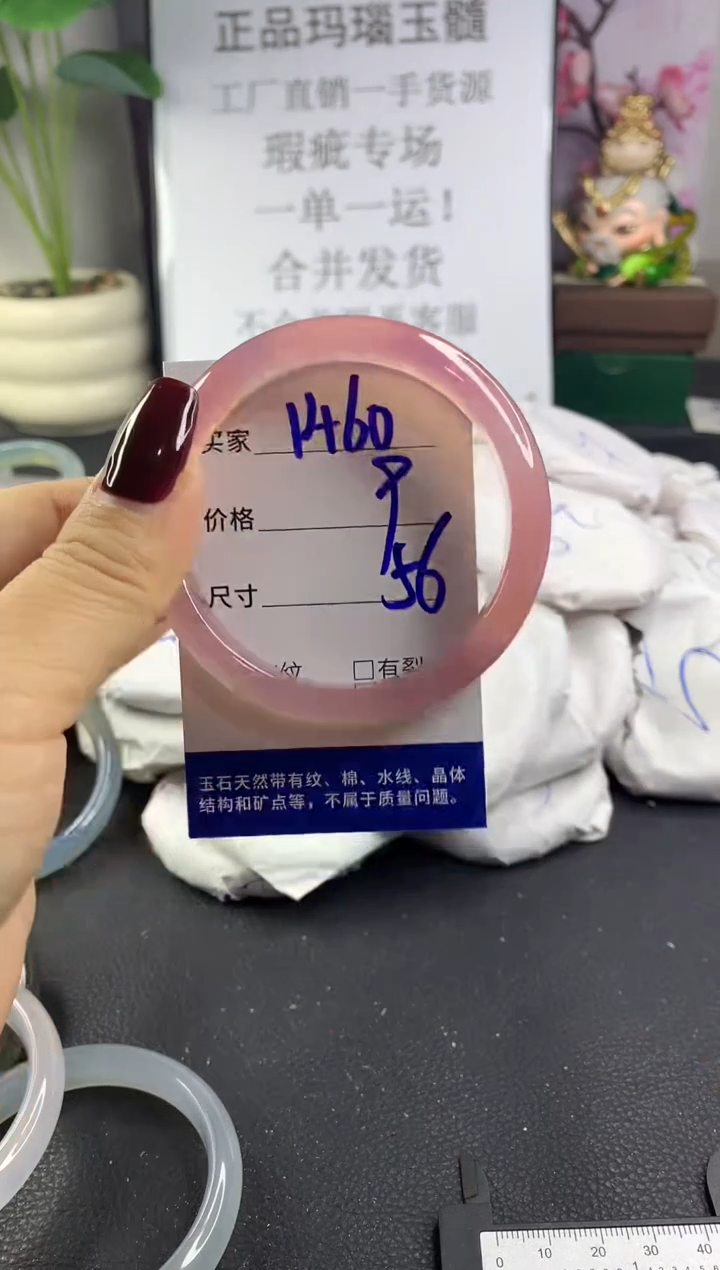 正品玛瑙玉髓
工厂直销一手货源
瑕疵专场
一单一运！
合并发货
买家 1460
价格 9
尺寸 56
纹 □有裂
玉石天然带有纹、棉、水线、晶体
结构和矿点等，不属于质量问题。
0 10 20 30 40
1